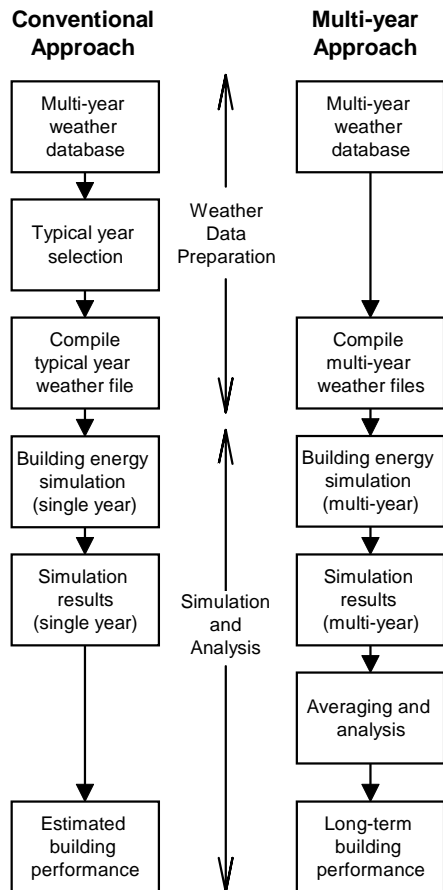 Conventional
Approach
Multi-year
weather
database
Typical year
selection
Compile
typical year
weather file
Building energy
simulation
(single year)
Simulation
results
(single year)
Estimated
building
performance
Weather
Data
Preparation
Simulation
and
Analysis
Multi-year
Approach
Multi-year
weather
database
Compile
multi-year
weather files
Building energy
simulation
(multi-year)
Simulation
results
(multi-year)
Averaging and
analysis
Long-term
building
performance